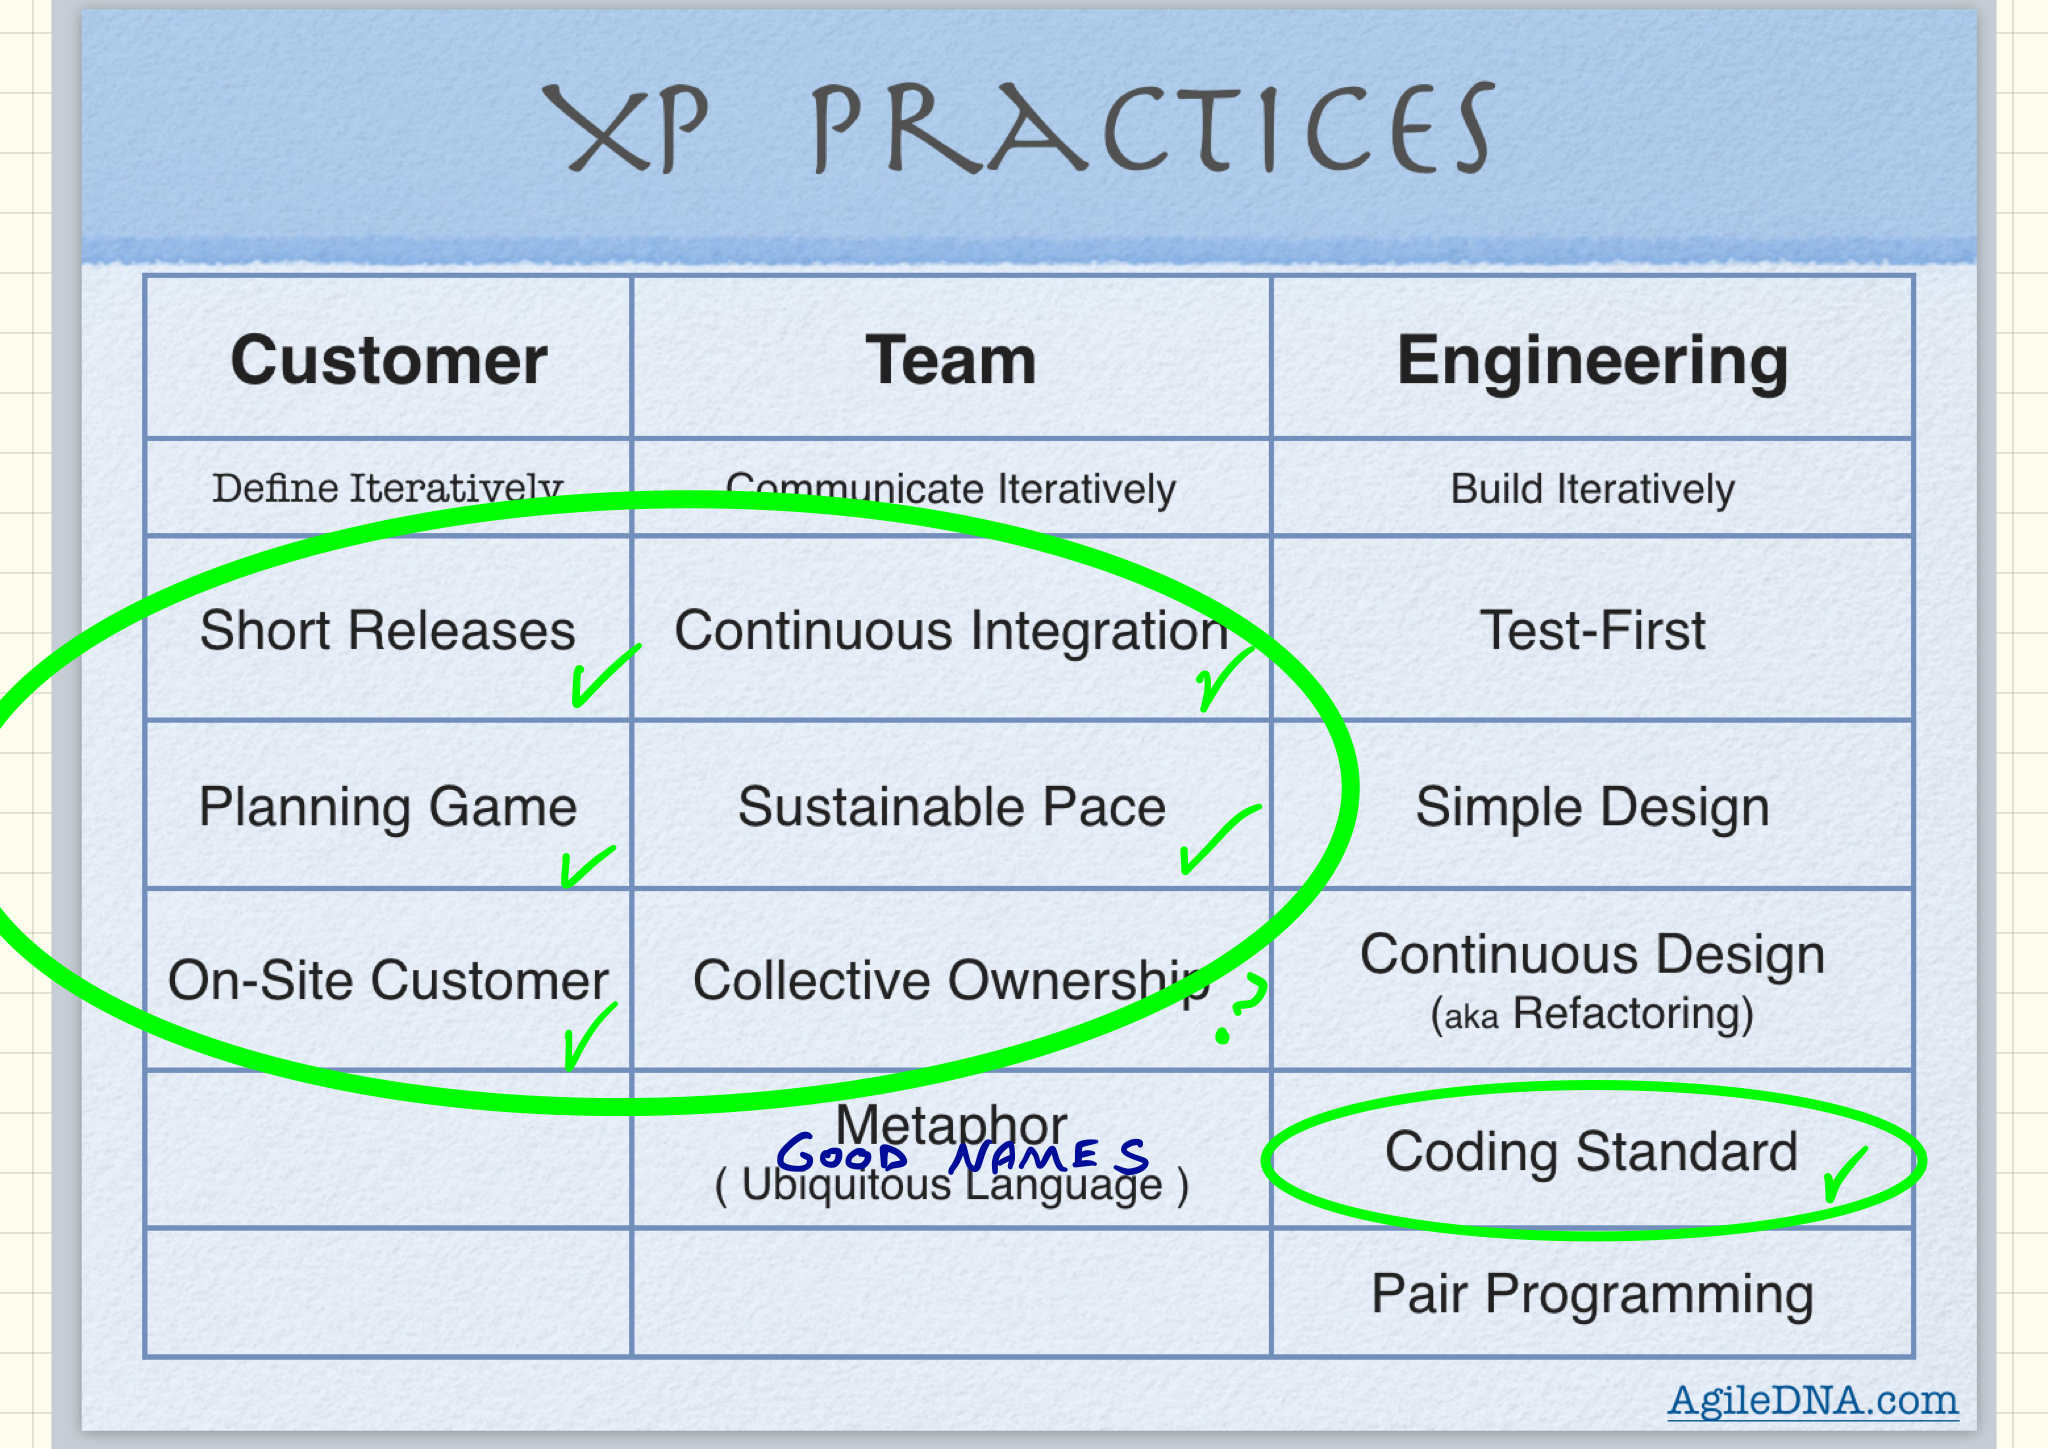 XP PRACTICES
Customer Team Engineering
Define Iteratively Communicate Iteratively Build Iteratively
Short Releases Continuous Integration Test-First
Planning Game Sustainable Pace Simple Design
On-Site Customer Collective Ownership ? Continuous Design
(aka Refactoring)
Metaphor
GOOD NAMES
( Ubiquitous Language ) Coding Standard
Pair Programming
AgileDNA.com